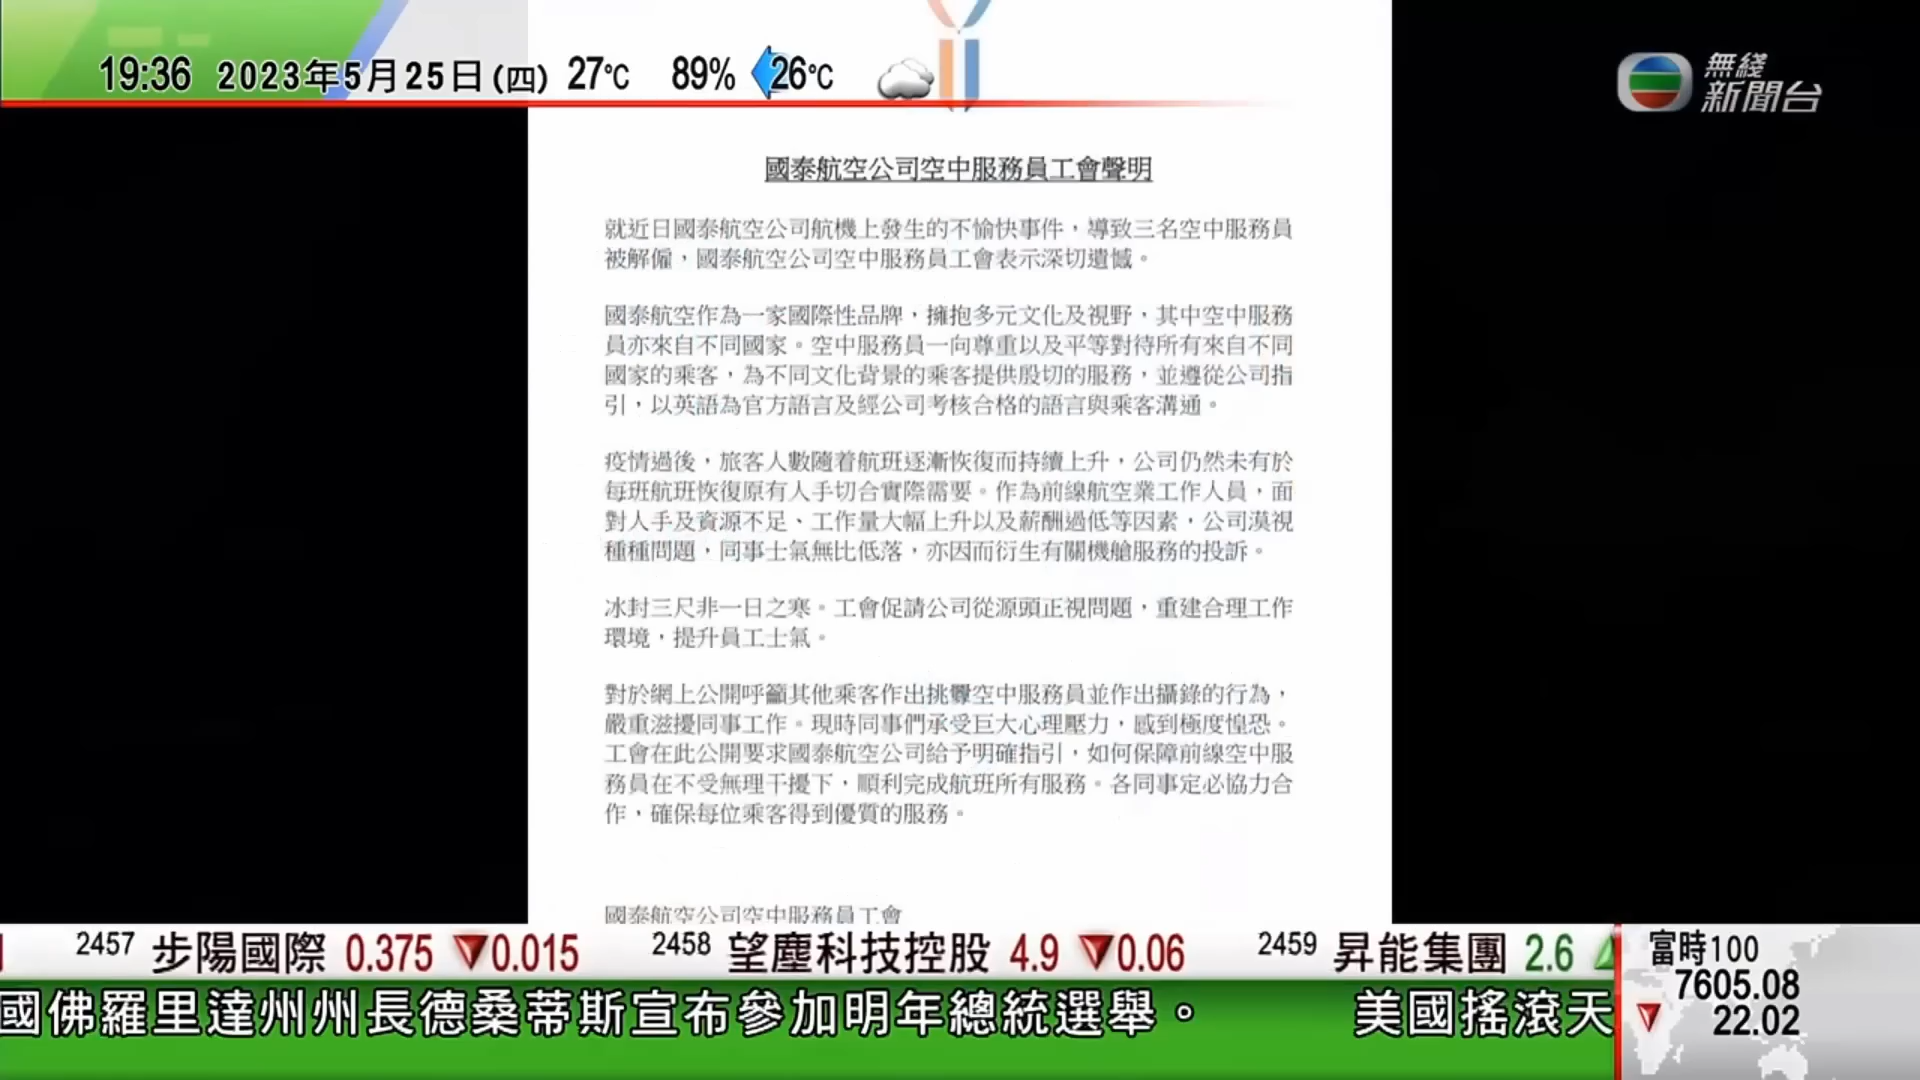 19:36 2023年5月25日(四) 27℃ 89% 26℃
無綫
新聞台
國泰航空公司空中服務員工會聲明
就近日國泰航空公司航機上發生的不愉快事件，導致三名空中服務員
被解僱，國泰航空公司空中服務員工會表示深切遺憾。
國泰航空作為一家國際性品牌，擁抱多元文化及視野，其中空中服務
員亦來自不同國家。空中服務員一向尊重以及平等對待所有來自不同
國家的乘客，為不同文化背景的乘客提供殷切的服務，並遵從公司指
引，以英語為官方語言及經公司考核合格的語言與乘客溝通。
疫情過後，旅客人數隨着航班逐漸恢復而持續上升，公司仍然未有於
每班航班恢復原有人手切合實際需要。作為前線航空業工作人員，面
對人手及資源不足、工作量大幅上升以及薪酬過低等因素，公司漠視
種種問題，同事士氣無比低落，亦因而衍生有關機艙服務的投訴。
冰封三尺非一日之寒。工會促請公司從源頭正視問題，重建合理工作
環境，提升員工士氣。
對於網上公開呼籲其他乘客作出挑釁空中服務員並作出攝錄的行為，
嚴重滋擾同事工作。現時同事們承受巨大心理壓力，感到極度惶恐。
工會在此公開要求國泰航空公司給予明確指引，如何保障前線空中服
務員在不受無理干擾下，順利完成航班所有服務。各同事定必協力合
作，確保每位乘客得到優質的服務。
國泰航空公司空中服務員工會
2457 步陽國際 0.375 ▼0.015 2458 望塵科技控股 4.9 ▼0.06 2459 昇能集團 2.6
國佛羅里達州州長德桑蒂斯宣布參加明年總統選舉。 美國搖滾天
富時100
7605.08
▼ 22.02